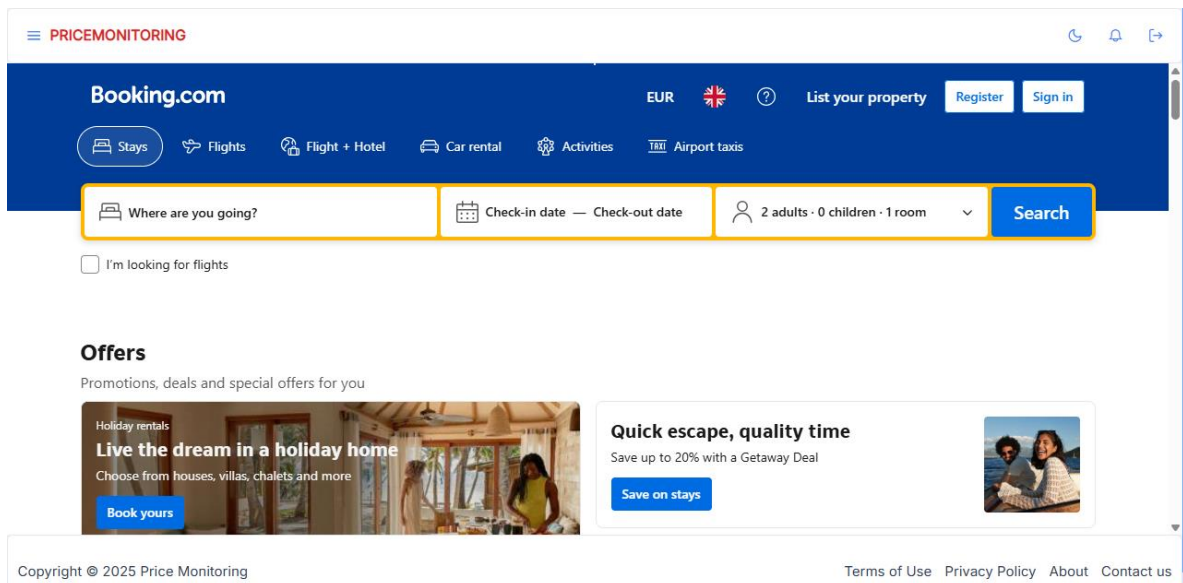 PRICEMONITORING
Booking.com
EUR
List your property
Register
Sign in
Stays
Flights
Flight + Hotel
Car rental
Activities
TAXI Airport taxis
Where are you going?
Check-in date — Check-out date
2 adults · 0 children · 1 room
Search
I'm looking for flights
Offers
Promotions, deals and special offers for you
Holiday rentals
Live the dream in a holiday home
Choose from houses, villas, chalets and more
Book yours
Quick escape, quality time
Save up to 20% with a Getaway Deal
Save on stays
Copyright © 2025 Price Monitoring
Terms of Use Privacy Policy About Contact us